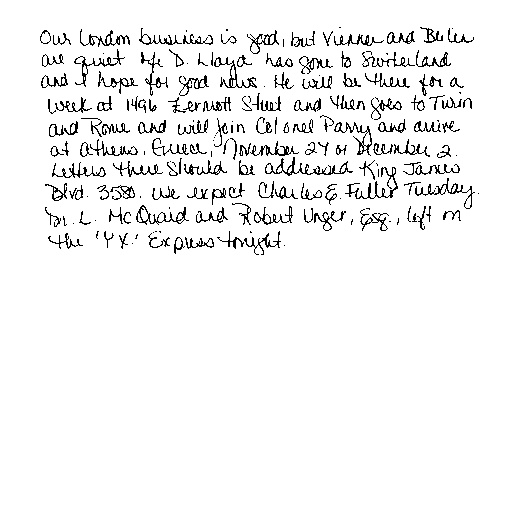 Our London business is good, but Vienna and Berlin
are quiet. Mr. D. Lloyd has gone to Switzerland
and I hope for good news. He will be there for a
week at 1496 Zermott Street and then goes to Turin
and Rome and will join Colonel Parry and arrive
at Athens, Greece, November 27 or December 2.
Letters there should be addressed King James
Blvd. 3580. We expect Charles E. Fuller Tuesday.
Dr. L. McQuaid and Robert Unger, Esq., left on
the 'Y.X.' Express tonight.